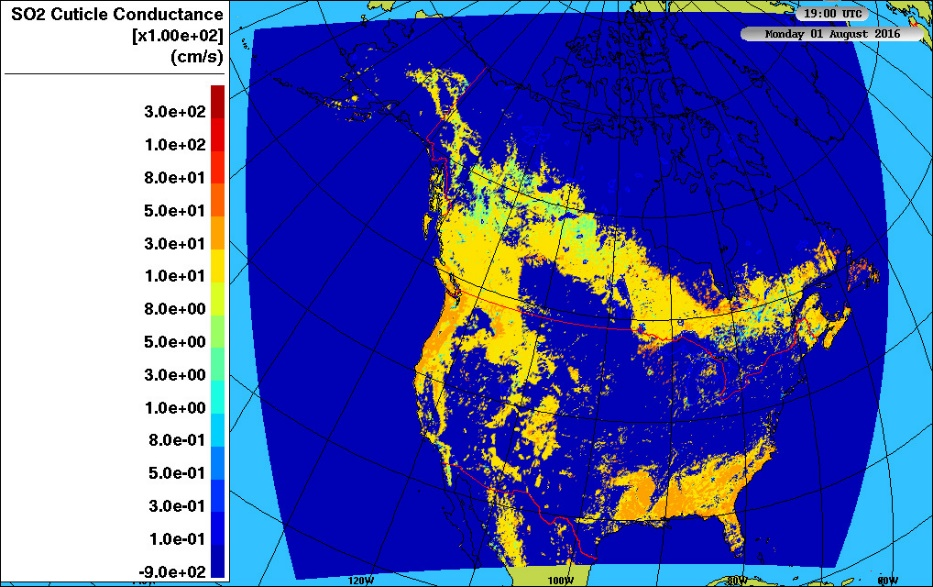 SO2 Cuticle Conductance
[x1.00e+02]
(cm/s)
19:00 UTC
Monday 01 August 2016
3.0e+02
1.0e+02
8.0e+01
5.0e+01
3.0e+01
1.0e+01
8.0e+00
5.0e+00
3.0e+00
1.0e+00
8.0e-01
5.0e-01
3.0e-01
1.0e-01
-9.0e+02
120W
100W